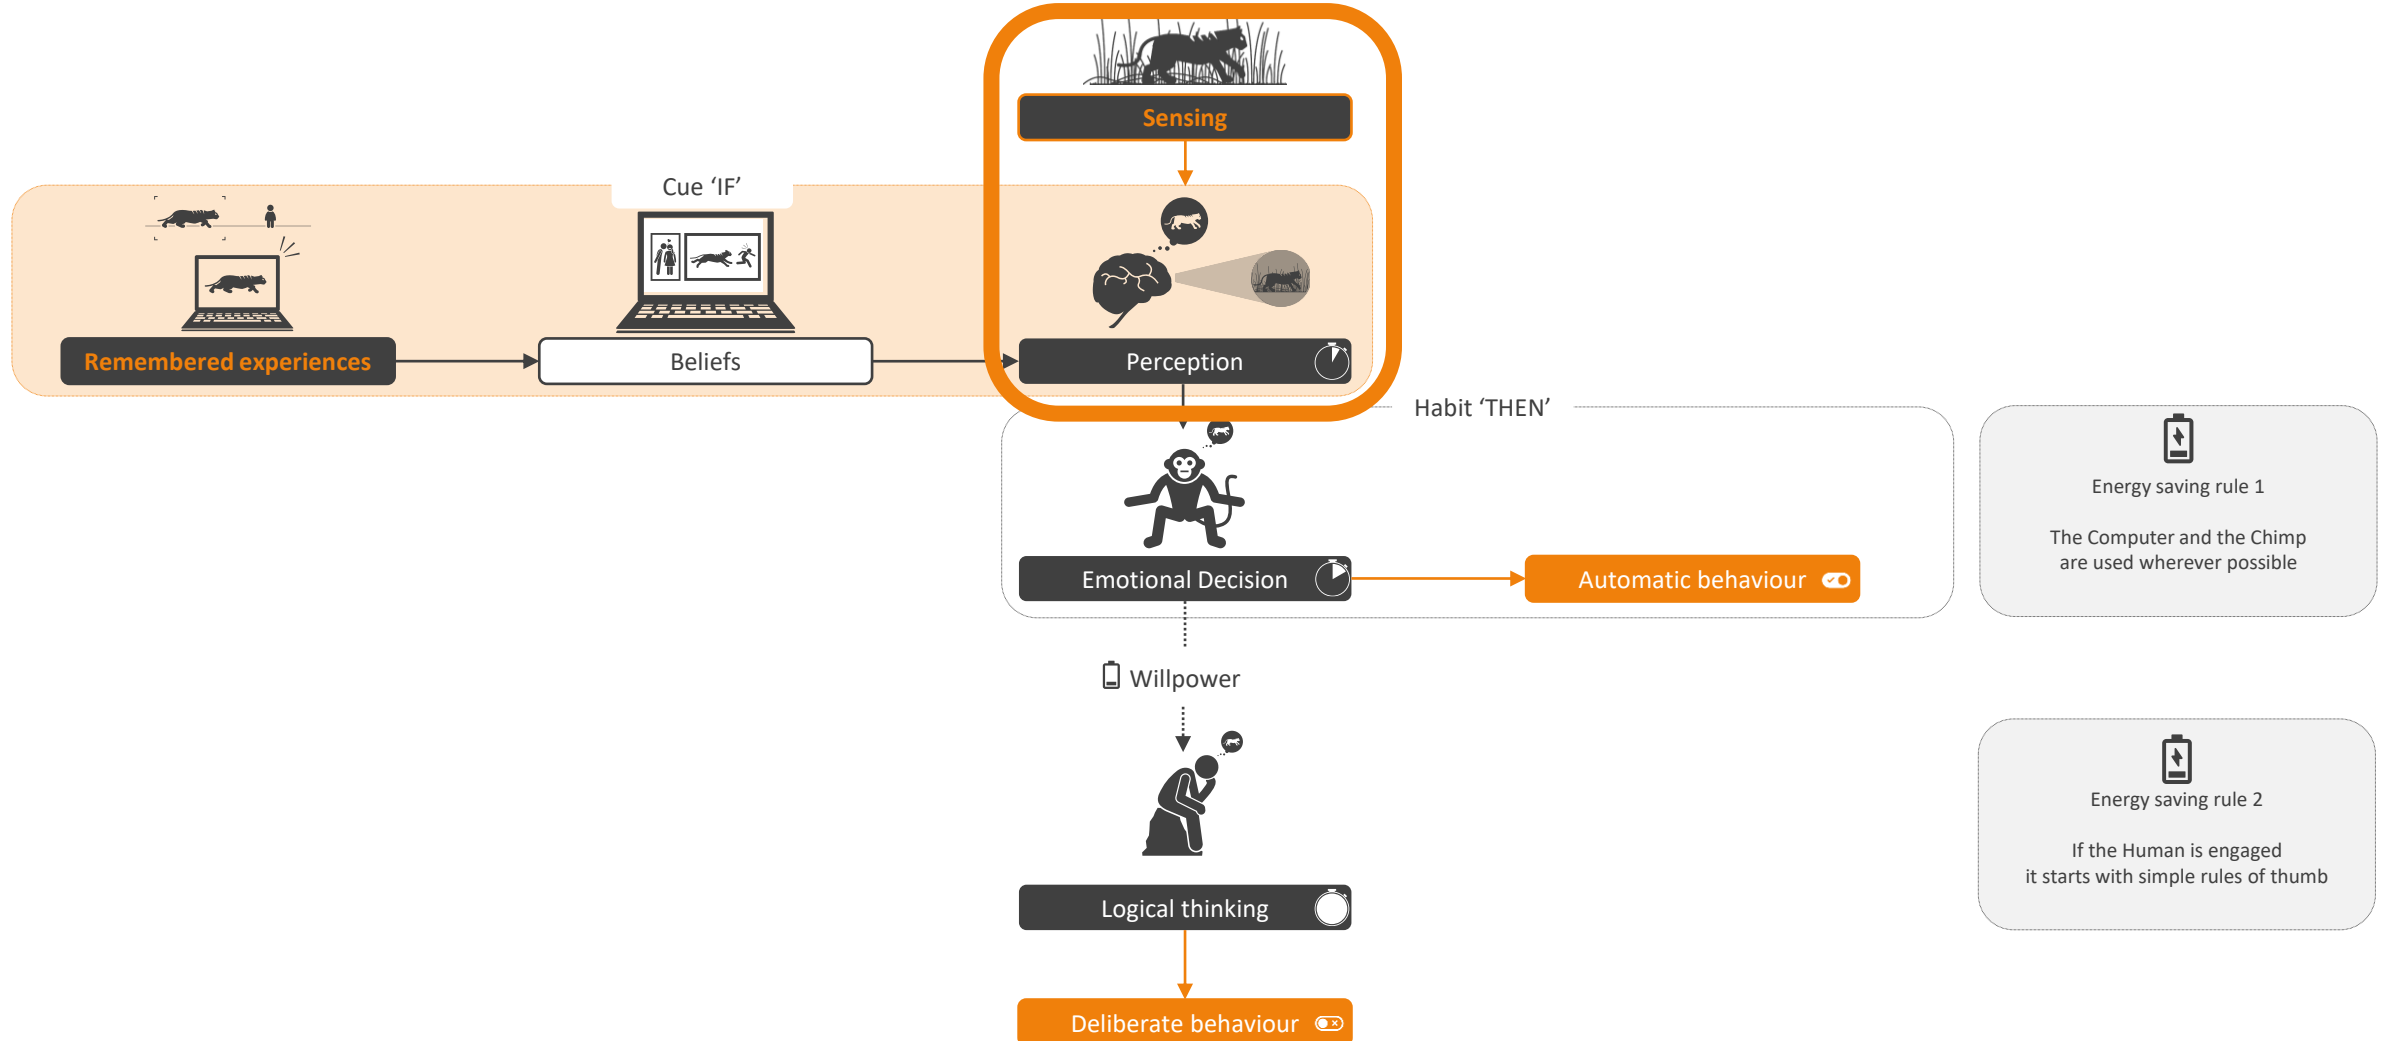 Sensing
Cue ‘IF’
Remembered experiences
Beliefs
Perception
Habit ‘THEN’
Energy saving rule 1
The Computer and the Chimp
are used wherever possible
Emotional Decision
Automatic behaviour
Willpower
Energy saving rule 2
If the Human is engaged
it starts with simple rules of thumb
Logical thinking
Deliberate behaviour